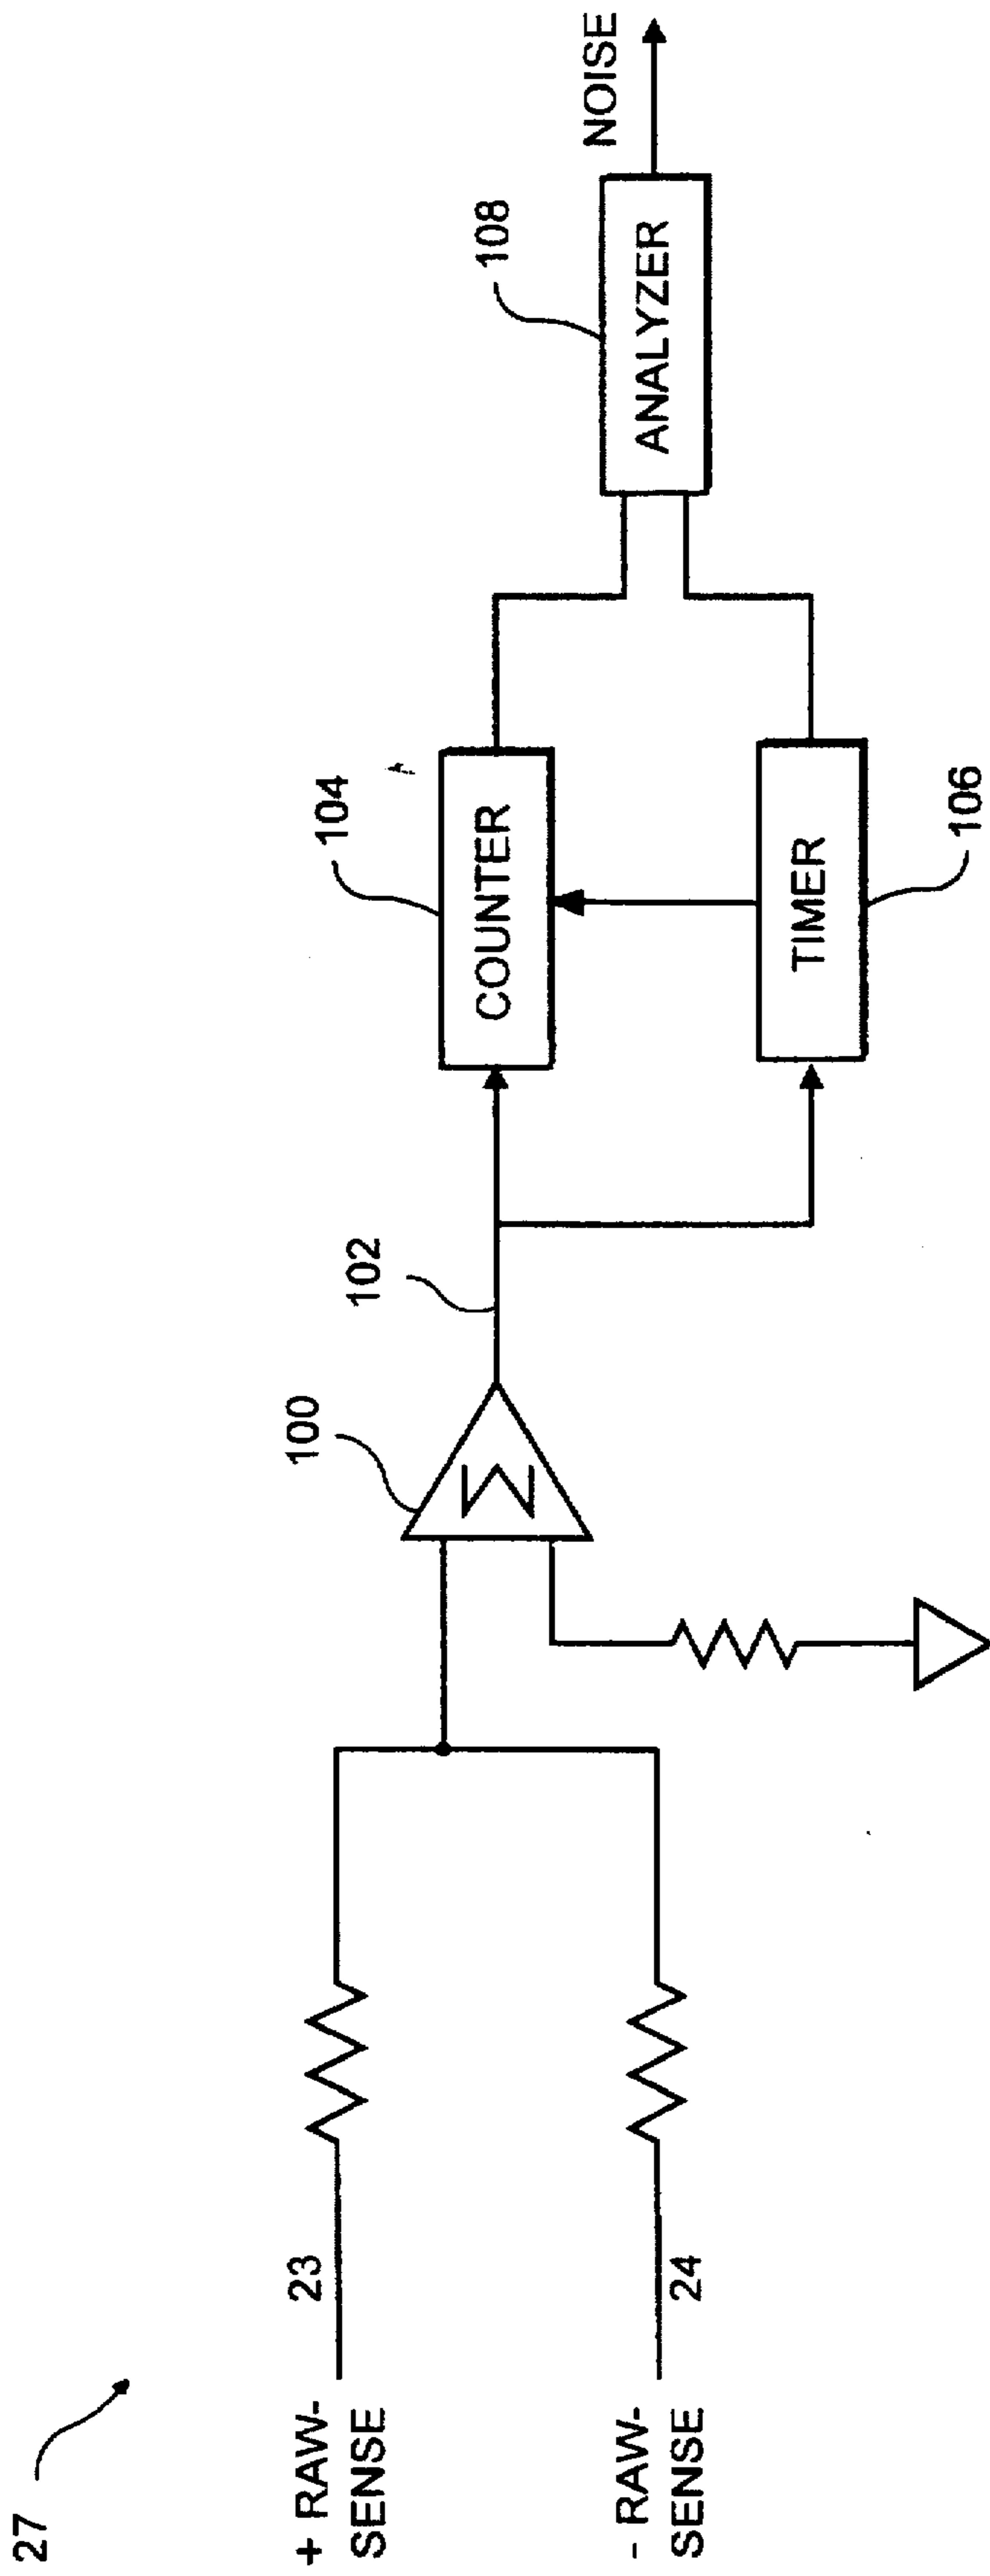 27
+ RAW-
SENSE
23
- RAW-
SENSE
24
100
Σ
102
104
COUNTER
TIMER
106
108
ANALYZER
NOISE